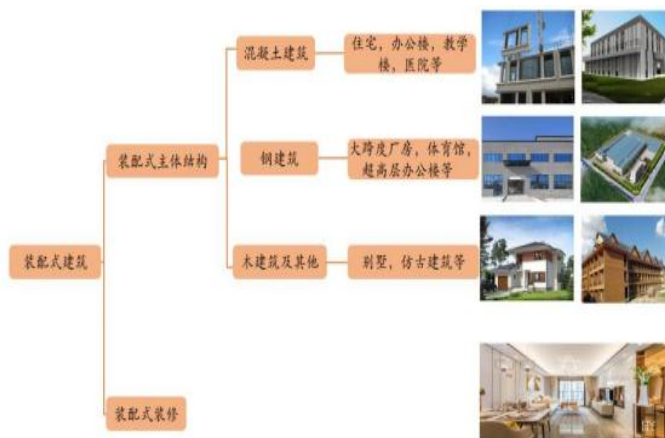 混凝土建筑
住宅，办公楼，教学
楼，医院等
装配式主体结构
钢建筑
大跨度厂房，体育馆，
超高层办公楼等
装配式建筑
木建筑及其他
别墅，仿古建筑等
装配式装修